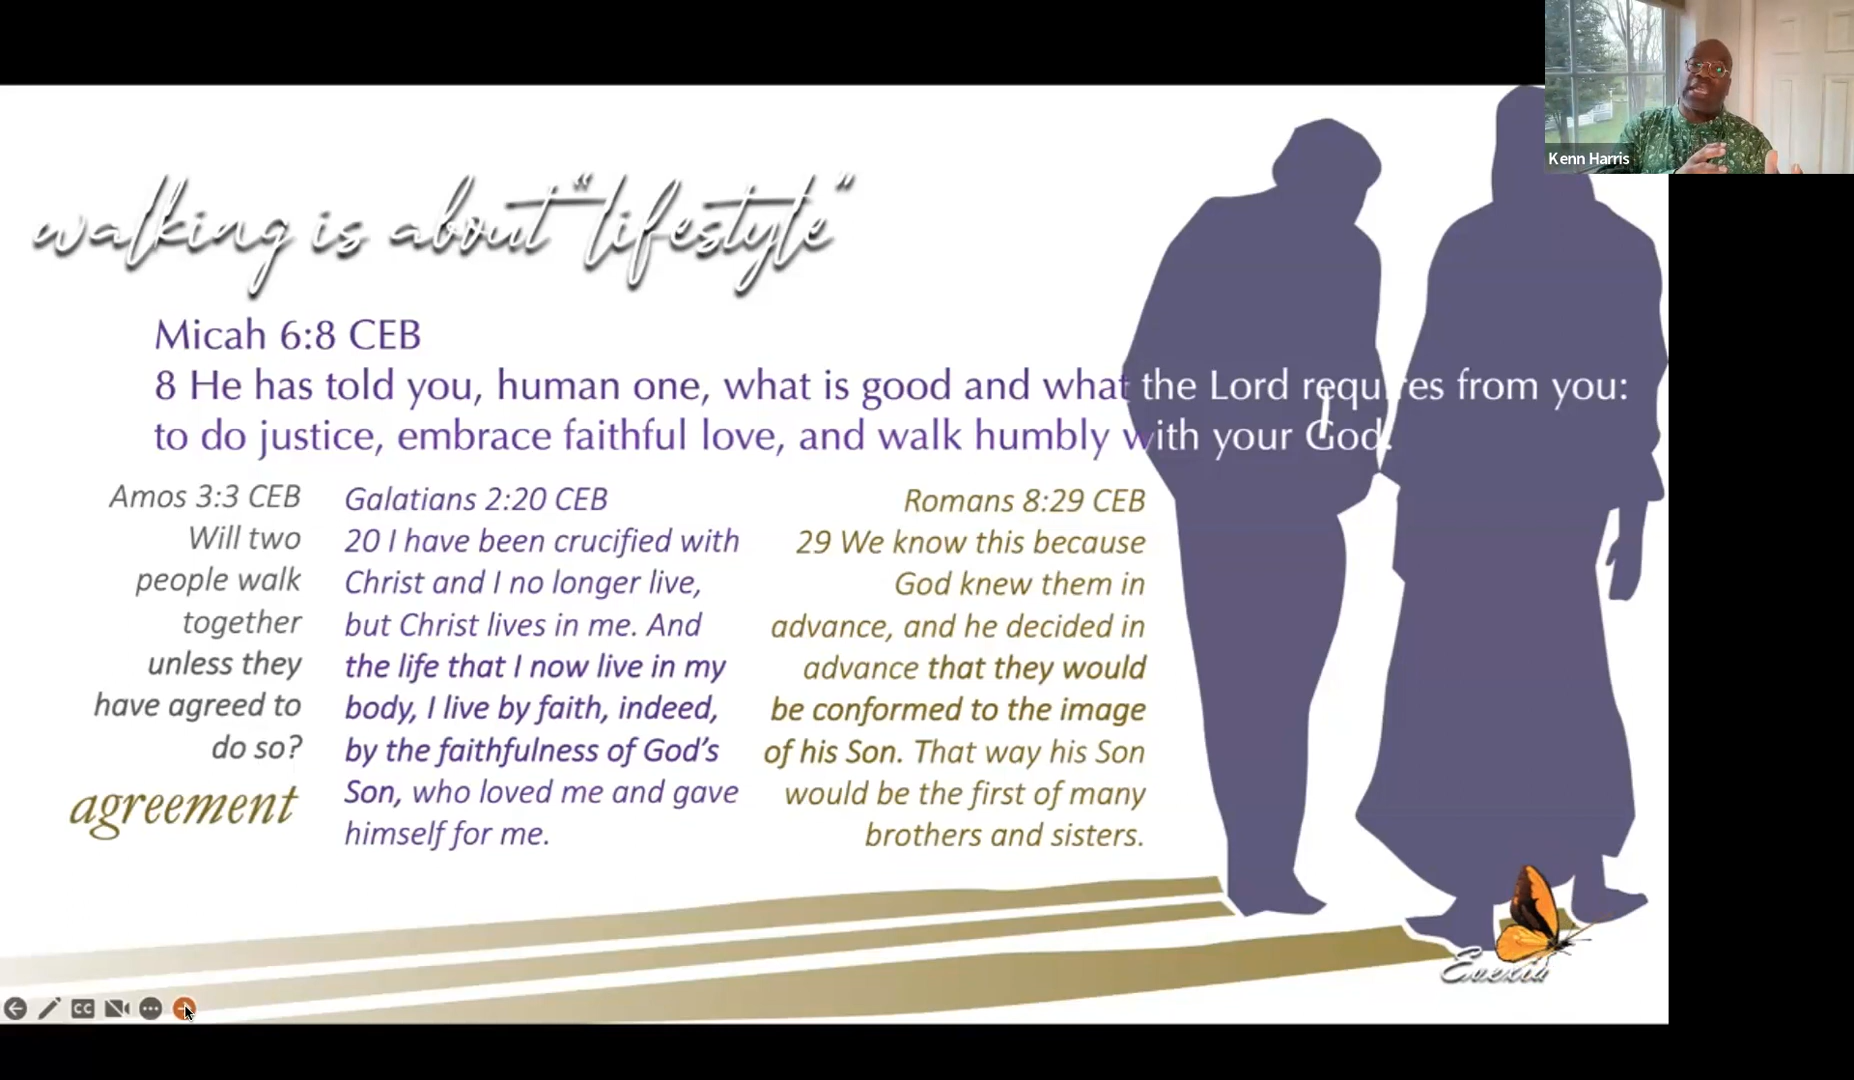 Kenn Harris
walking is about "lifestyle"
Micah 6:8 CEB
8 He has told you, human one, what is good and what the Lord requires from you:
to do justice, embrace faithful love, and walk humbly with your God.
Amos 3:3 CEB
Will two
people walk
together
unless they
have agreed to
do so?
agreement
Galatians 2:20 CEB
20 I have been crucified with
Christ and I no longer live,
but Christ lives in me. And
the life that I now live in my
body, I live by faith, indeed,
by the faithfulness of God's
Son, who loved me and gave
himself for me.
Romans 8:29 CEB
29 We know this because
God knew them in
advance, and he decided in
advance that they would
be conformed to the image
of his Son. That way his Son
would be the first of many
brothers and sisters.
Evexia
CC